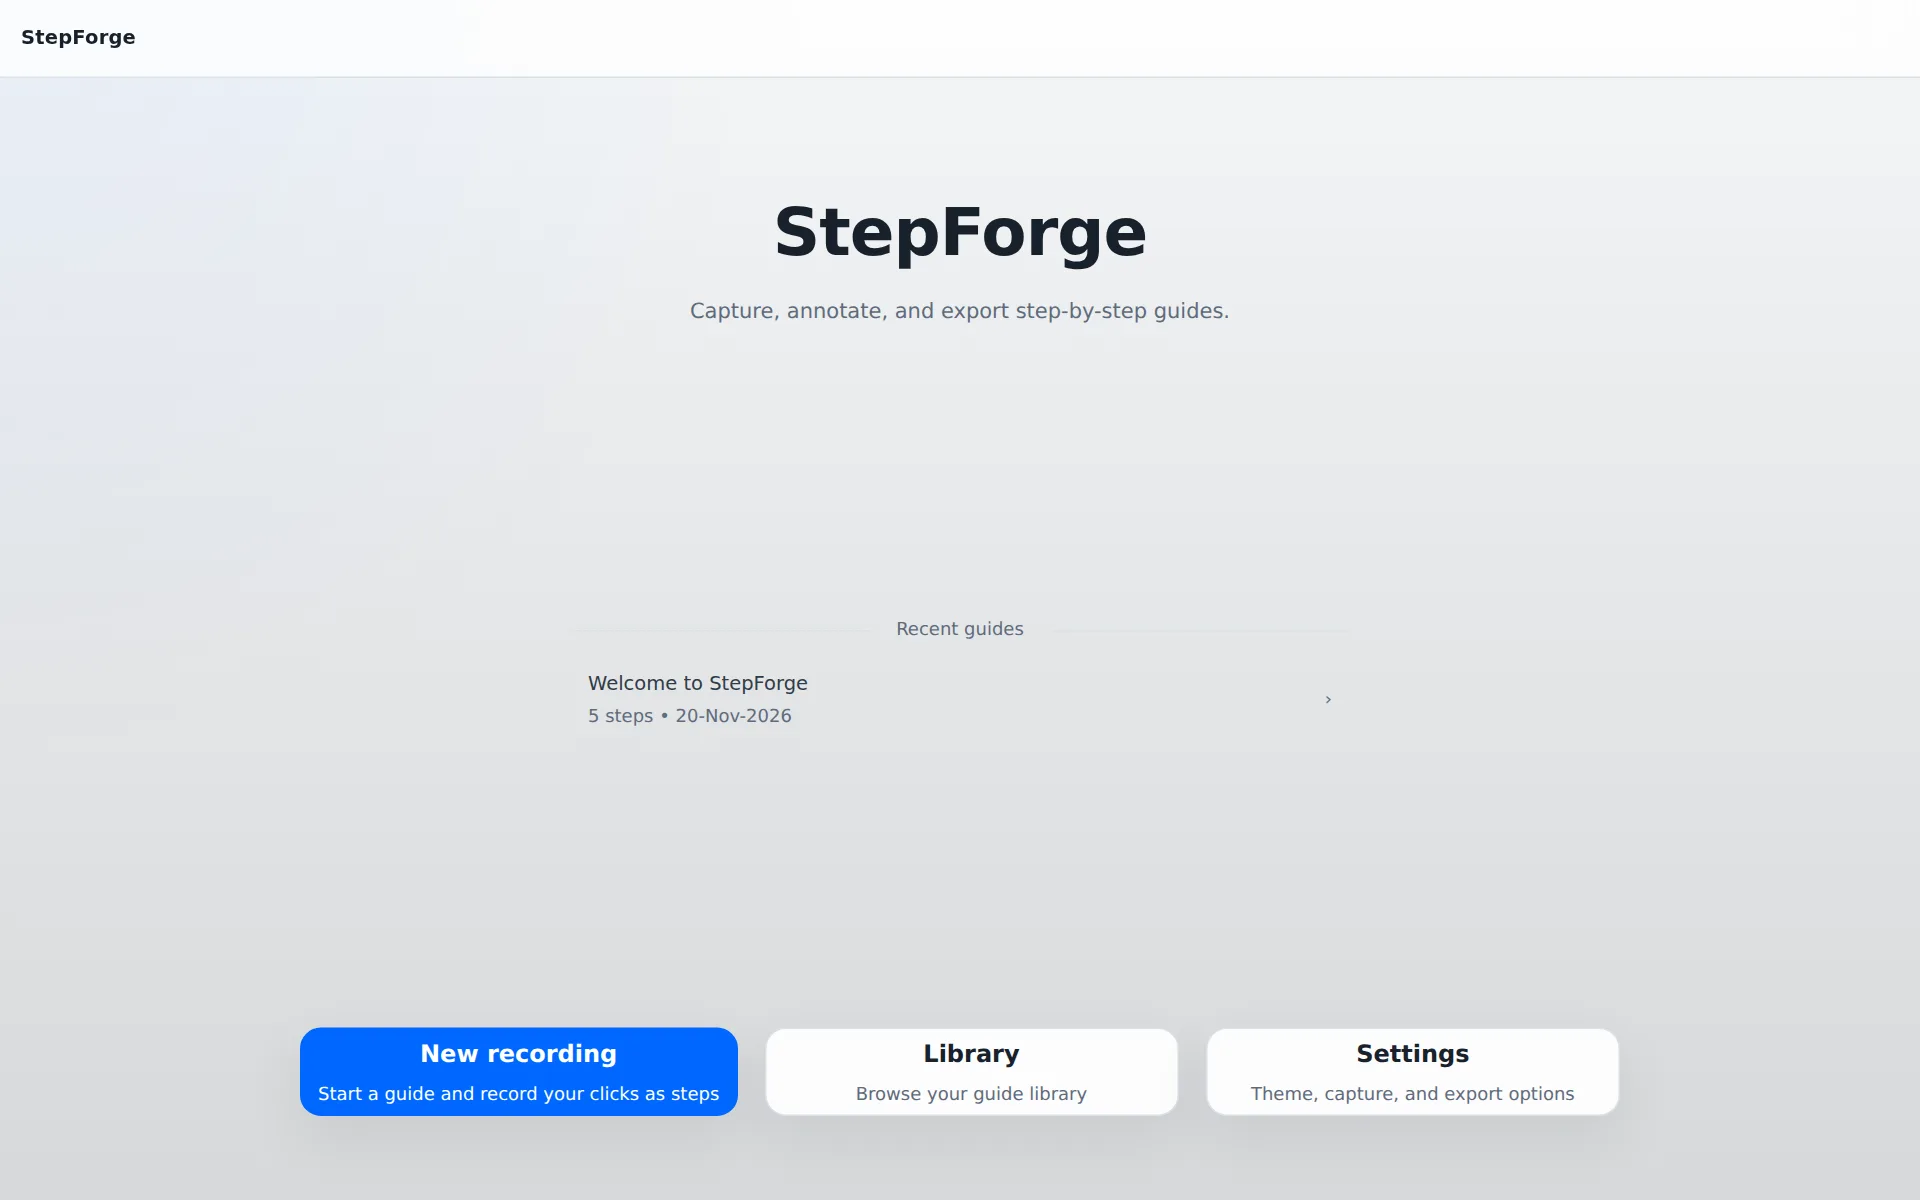 StepForge
StepForge
Capture, annotate, and export step-by-step guides.
Recent guides
Welcome to StepForge
5 steps • 20-Nov-2026
›
New recording
Start a guide and record your clicks as steps
Library
Browse your guide library
Settings
Theme, capture, and export options